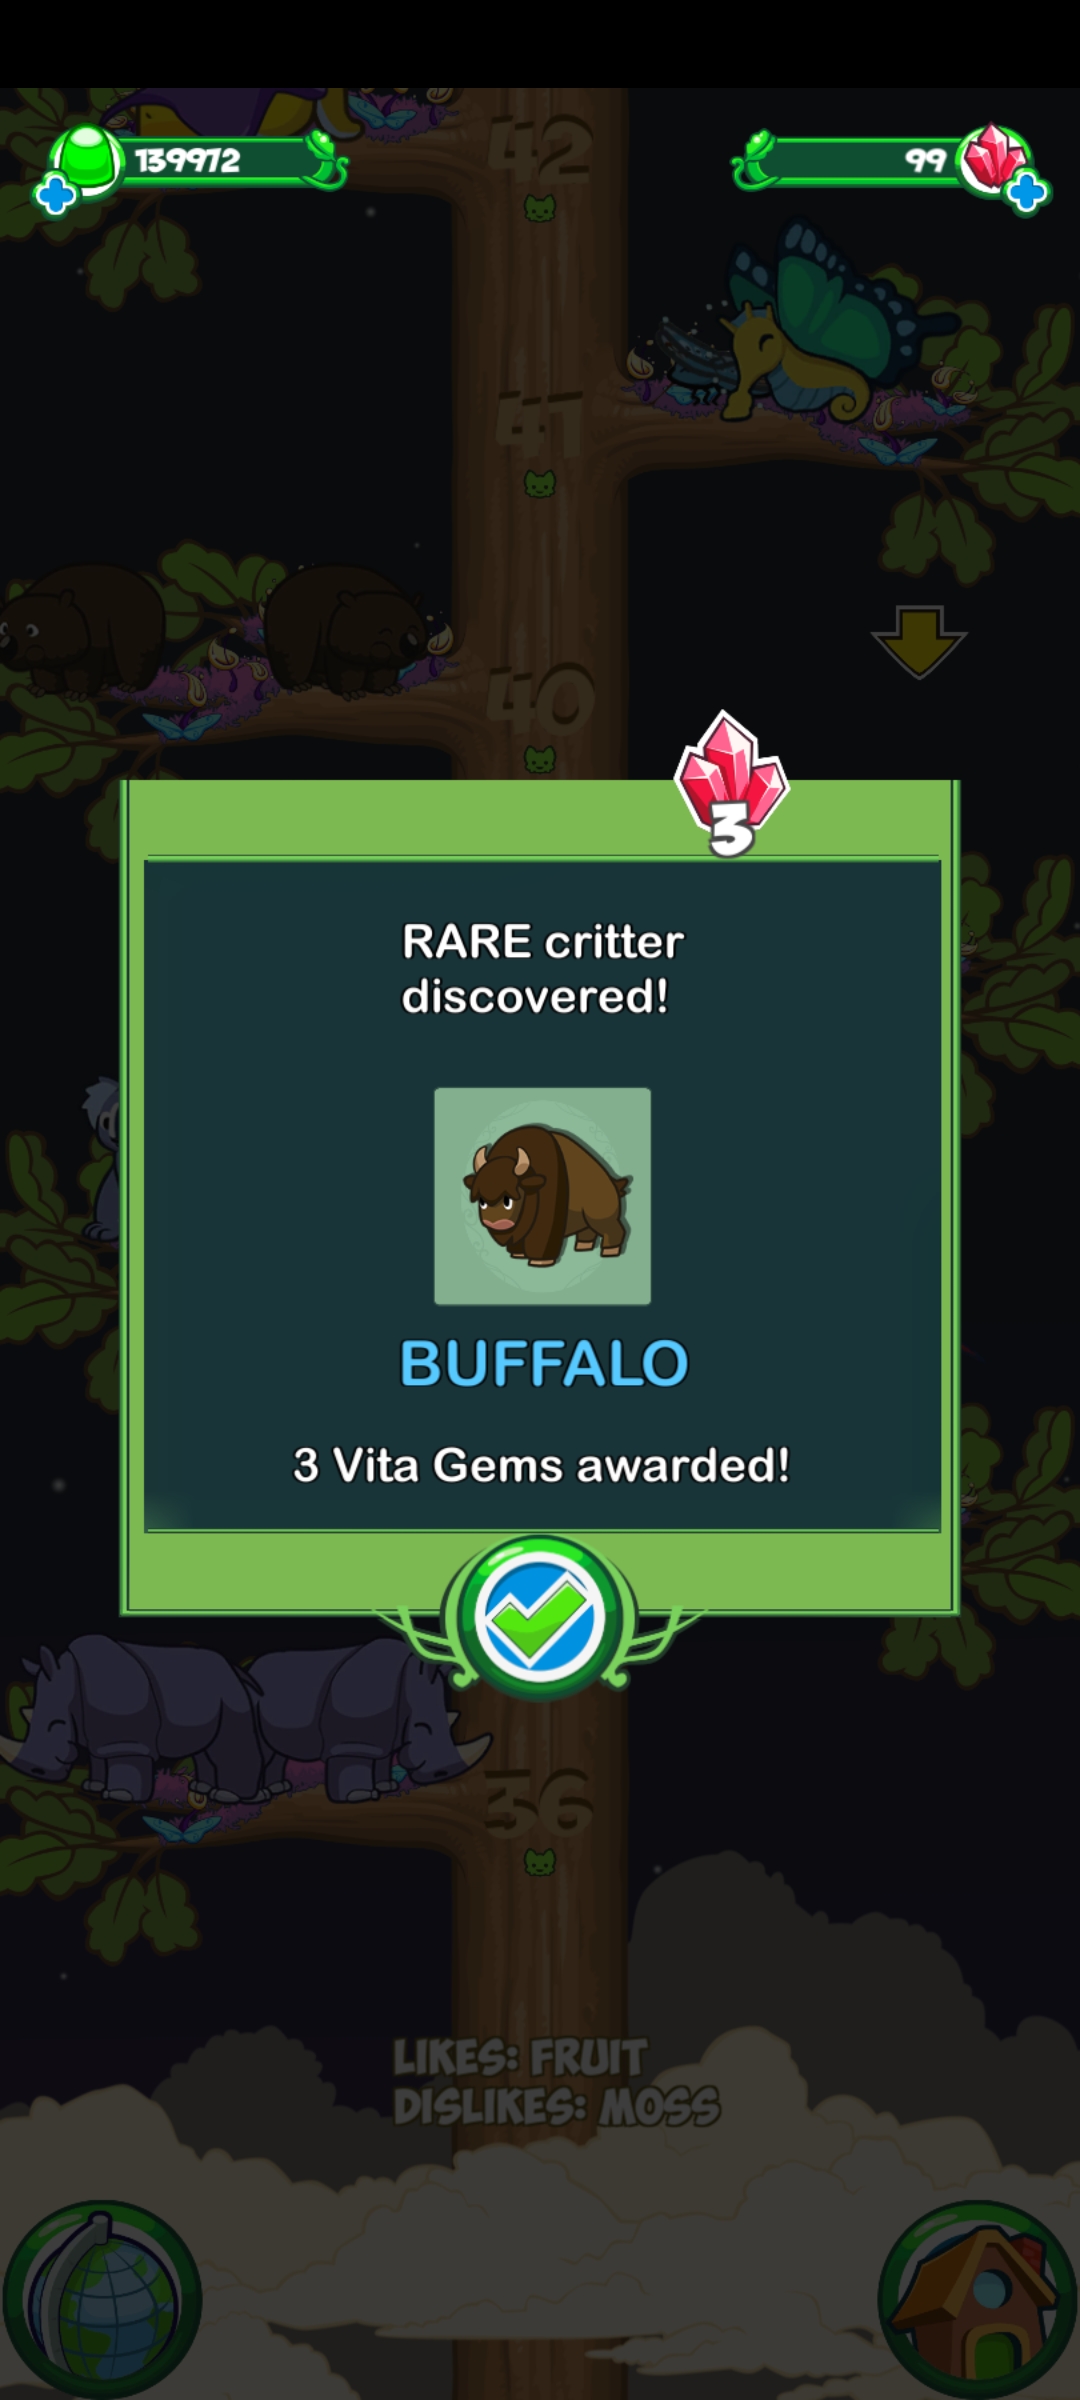 42
139972
99
41
40
3
RARE critter
discovered!
BUFFALO
3 Vita Gems awarded!
36
LIKES: FRUIT
DISLIKES: MOSS